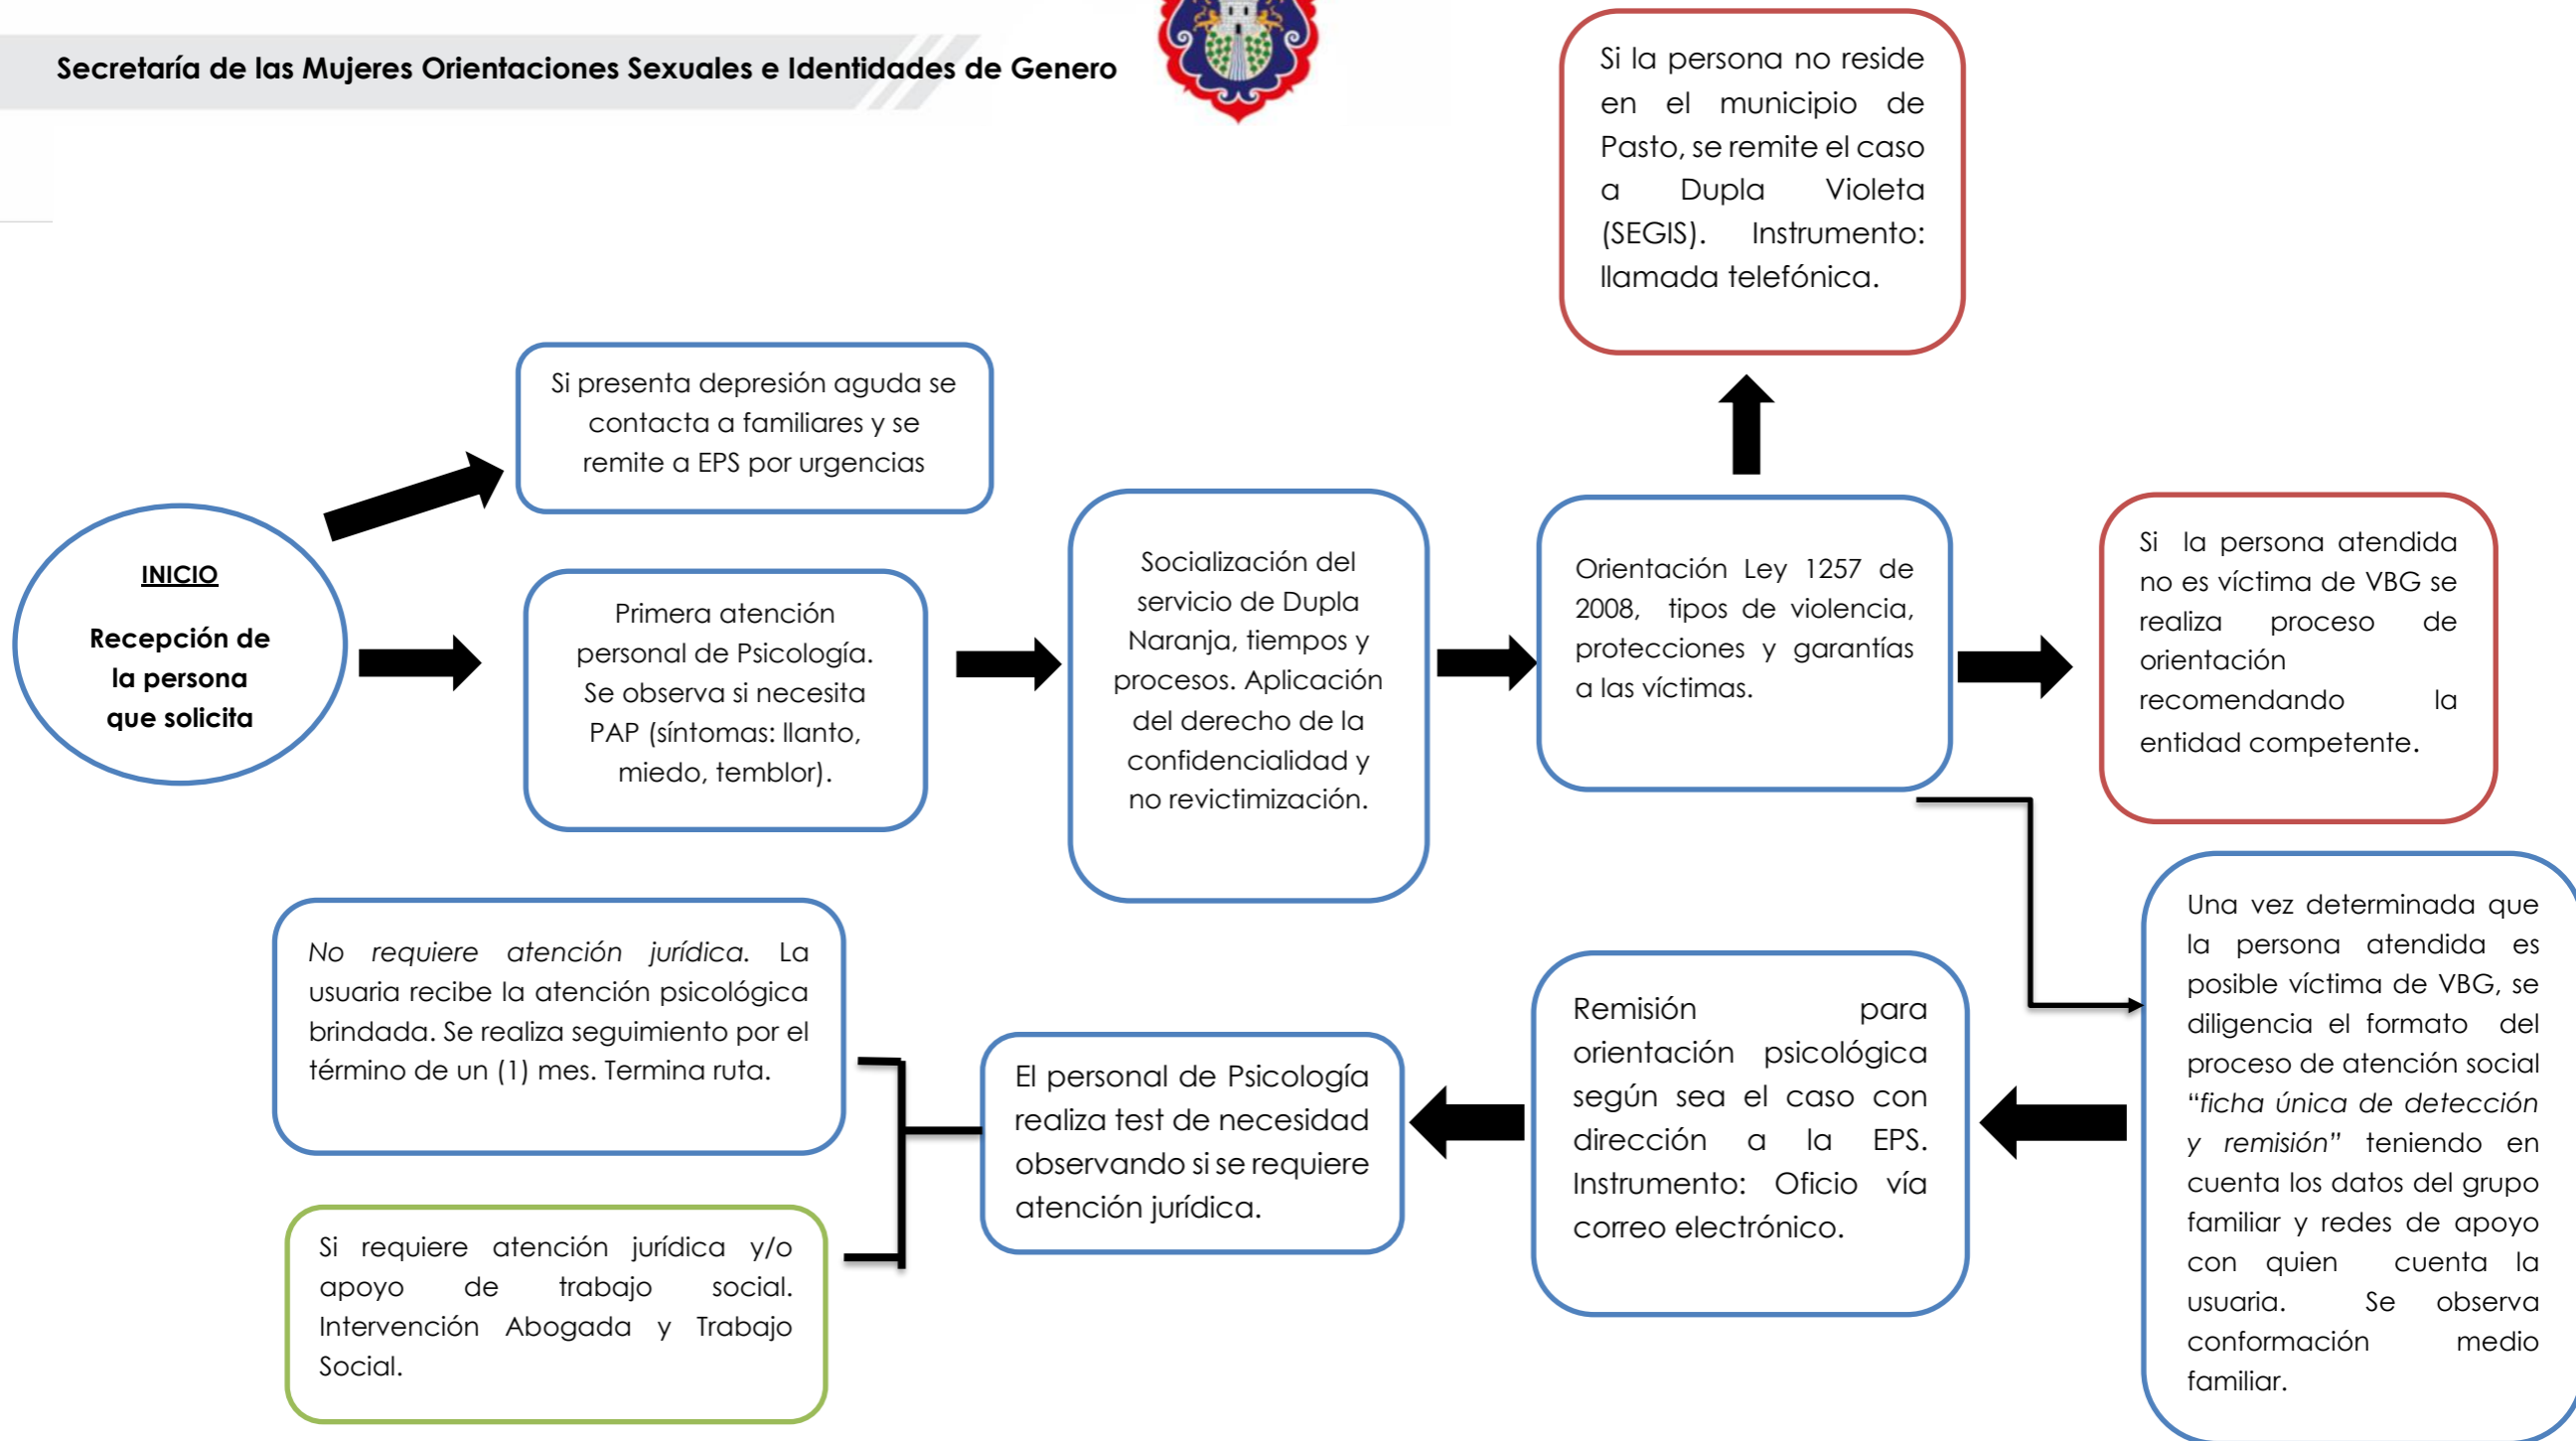 Secretaría de las Mujeres Orientaciones Sexuales e Identidades de Genero
Si la persona no reside
en el municipio de
Pasto, se remite el caso
a Dupla Violeta
(SEGIS). Instrumento:
llamada telefónica.
Si presenta depresión aguda se
contacta a familiares y se
remite a EPS por urgencias
INICIO
Recepción de
la persona
que solicita
Primera atención
personal de Psicología.
Se observa si necesita
PAP (síntomas: llanto,
miedo, temblor).
Socialización del
servicio de Dupla
Naranja, tiempos y
procesos. Aplicación
del derecho de la
confidencialidad y
no revictimización.
Orientación Ley 1257 de
2008, tipos de violencia,
protecciones y garantías
a las víctimas.
Si la persona atendida
no es víctima de VBG se
realiza proceso de
orientación
recomendando la
entidad competente.
Una vez determinada que
la persona atendida es
posible víctima de VBG, se
diligencia el formato del
proceso de atención social
“ficha única de detección
y remisión” teniendo en
cuenta los datos del grupo
familiar y redes de apoyo
con quien cuenta la
usuaria. Se observa
conformación medio
familiar.
Remisión para
orientación psicológica
según sea el caso con
dirección a la EPS.
Instrumento: Oficio vía
correo electrónico.
El personal de Psicología
realiza test de necesidad
observando si se requiere
atención jurídica.
No requiere atención jurídica. La
usuaria recibe la atención psicológica
brindada. Se realiza seguimiento por el
término de un (1) mes. Termina ruta.
Si requiere atención jurídica y/o
apoyo de trabajo social.
Intervención Abogada y Trabajo
Social.